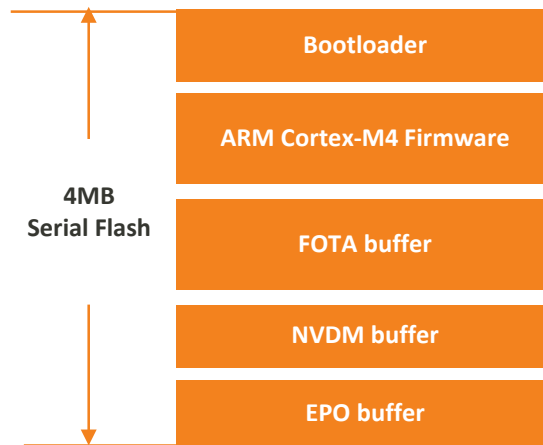 Bootloader
ARM Cortex-M4 Firmware
4MB
Serial Flash
FOTA buffer
NVDM buffer
EPO buffer